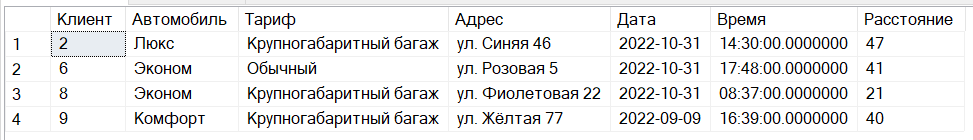 Клиент Автомобиль Тариф Адрес Дата Время Расстояние
1 2 Люкс Крупногабаритный багаж ул. Синяя 46 2022-10-31 14:30:00.0000000 47
2 6 Эконом Обычный ул. Розовая 5 2022-10-31 17:48:00.0000000 41
3 8 Эконом Крупногабаритный багаж ул. Фиолетовая 22 2022-10-31 08:37:00.0000000 21
4 9 Комфорт Крупногабаритный багаж ул. Жёлтая 77 2022-09-09 16:39:00.0000000 40